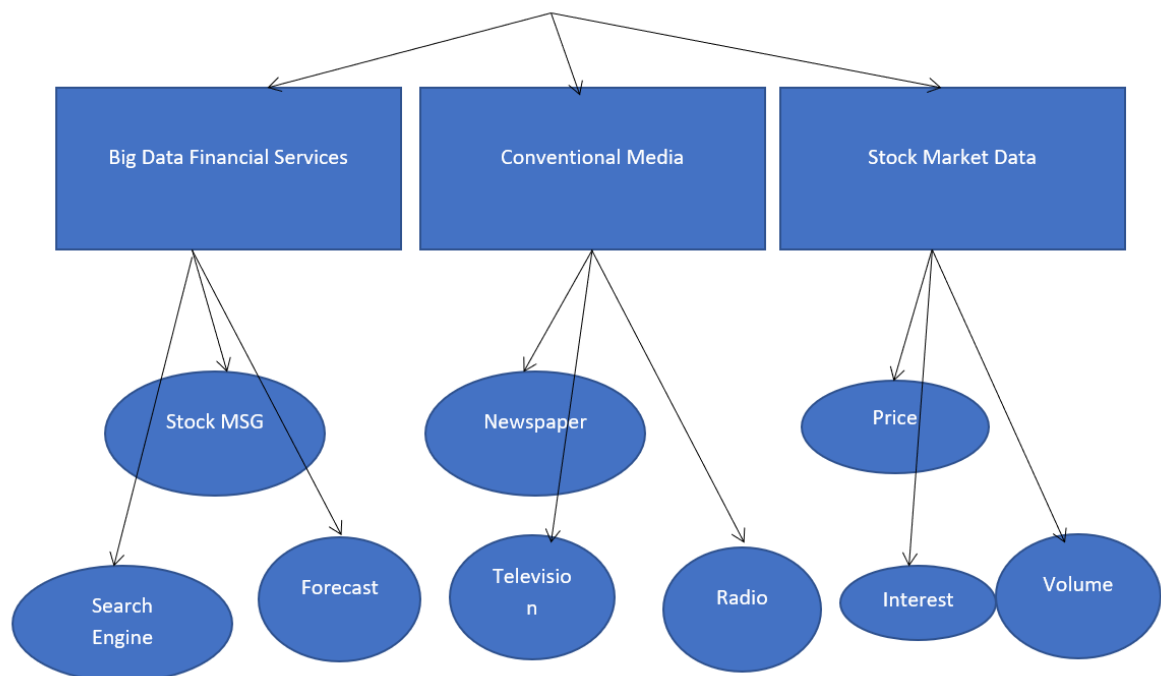 Big Data Financial Services
Conventional Media
Stock Market Data
Stock MSG
Newspaper
Price
Search
Engine
Forecast
Televisio
n
Radio
Interest
Volume